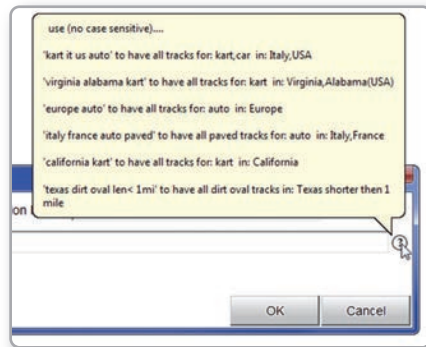 use (no case sensitive)....
'kart it us auto' to have all tracks for: kart,car in: Italy,USA
'virginia alabama kart' to have all tracks for: kart in: Virginia,Alabama(USA)
'europe auto' to have all tracks for: auto in: Europe
'italy france auto paved' to have all paved tracks for: auto in: Italy,France
'california kart' to have all tracks for: kart in: California
'texas dirt oval len< 1mi' to have all dirt oval tracks in: Texas shorter then 1
mile
on
OK Cancel